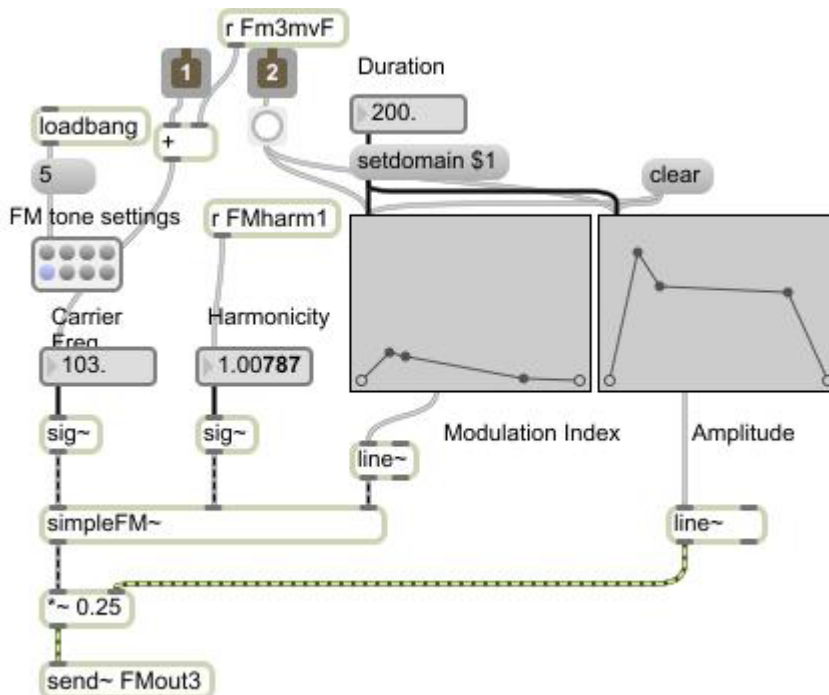 r Fm3mvF
1
2
Duration
200.
loadbang
+
setdomain $1
clear
5
FM tone settings
r FMharm1
Carrier
Freq
Harmonicity
103.
1.00787
sig~
sig~
line~
Modulation Index
Amplitude
simpleFM~
line~
*~ 0.25
send~ FMout3